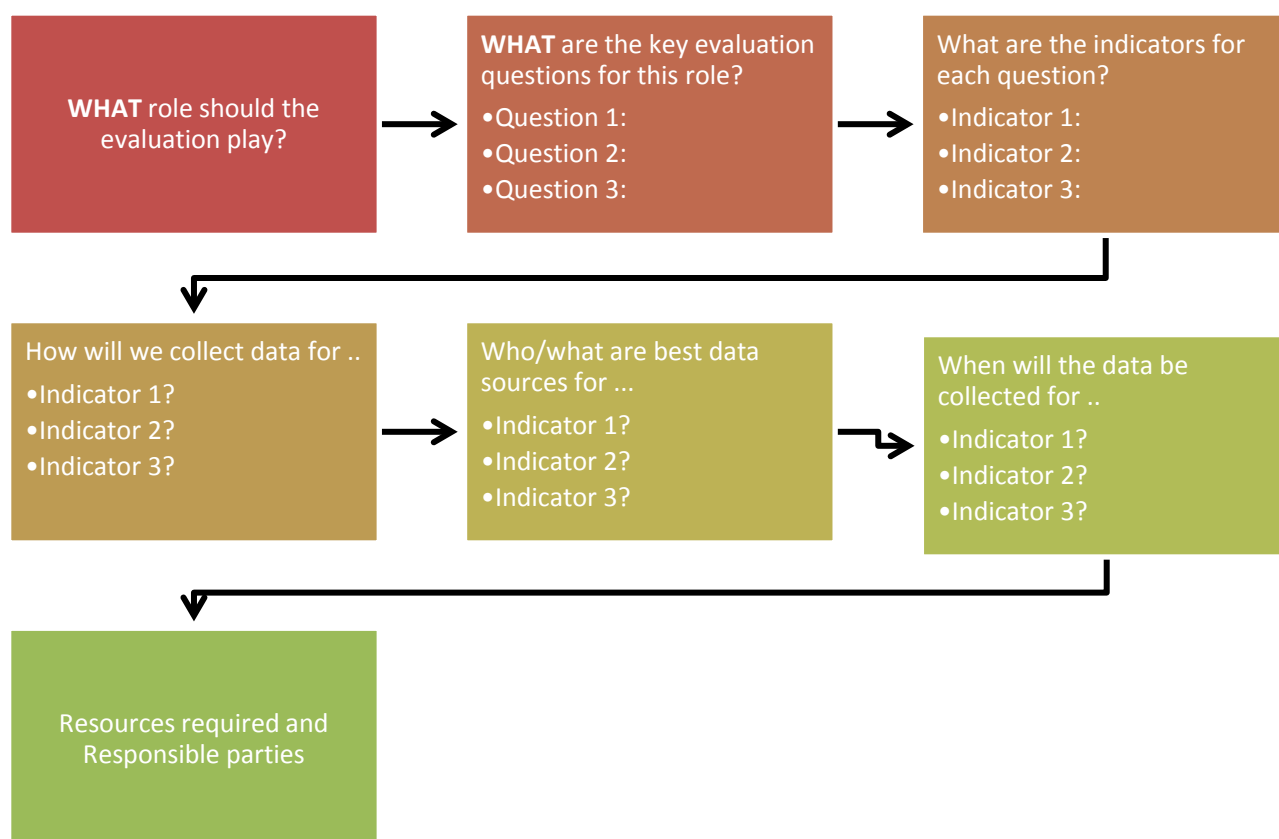 WHAT role should the
evaluation play?
WHAT are the key evaluation
questions for this role?
•Question 1:
•Question 2:
•Question 3:
What are the indicators for
each question?
•Indicator 1:
•Indicator 2:
•Indicator 3:
How will we collect data for ..
•Indicator 1?
•Indicator 2?
•Indicator 3?
Who/what are best data
sources for ...
•Indicator 1?
•Indicator 2?
•Indicator 3?
When will the data be
collected for ..
•Indicator 1?
•Indicator 2?
•Indicator 3?
Resources required and
Responsible parties